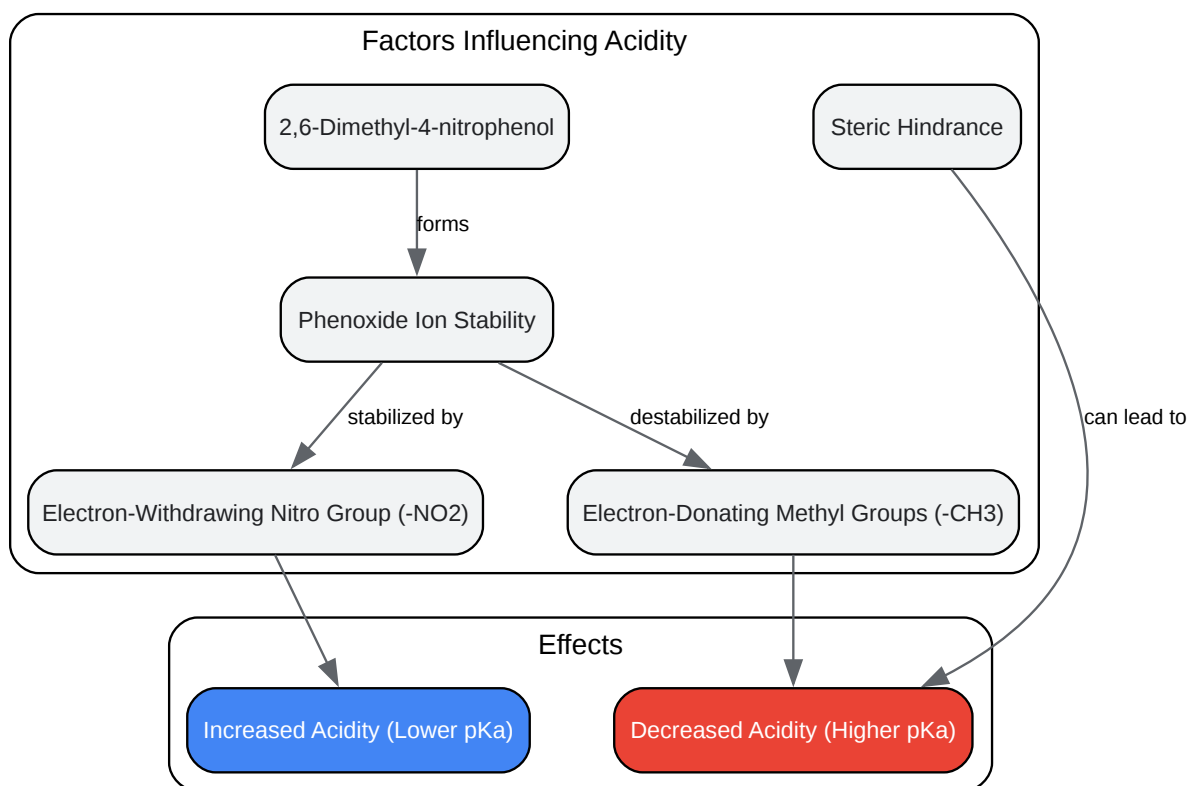 Factors Influencing Acidity
2,6-Dimethyl-4-nitrophenol
Steric Hindrance
forms
Phenoxide Ion Stability
stabilized by
destabilized by
can lead to
Electron-Withdrawing Nitro Group (-NO2)
Electron-Donating Methyl Groups (-CH3)
Effects
Increased Acidity (Lower pKa)
Decreased Acidity (Higher pKa)